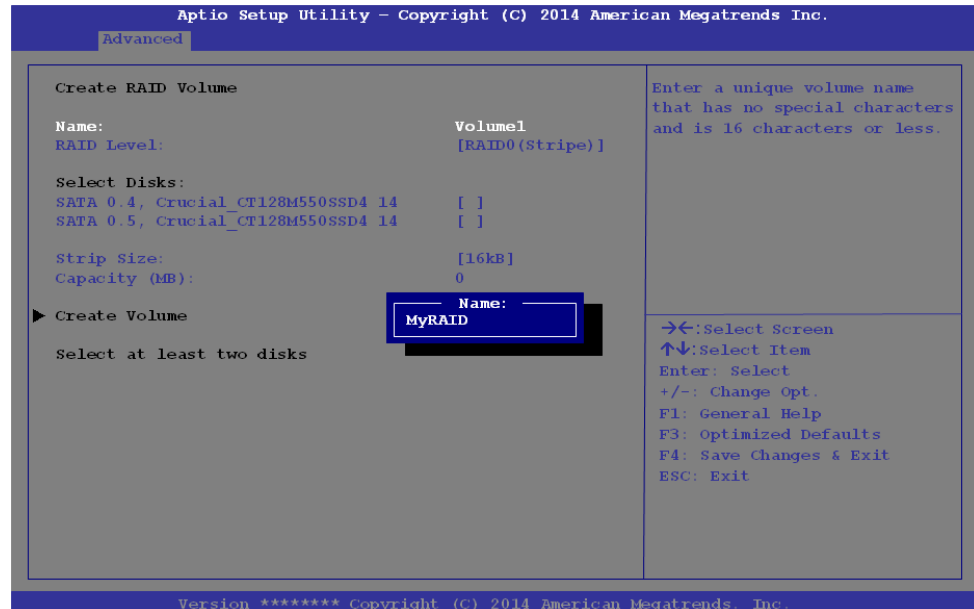 Aptio Setup Utility – Copyright (C) 2014 American Megatrends Inc.
Advanced
Create RAID Volume
Name: Volume1
RAID Level: [RAID0(Stripe)]
Select Disks:
SATA 0.4, Crucial_CT128M550SSD4 14 [ ]
SATA 0.5, Crucial_CT128M550SSD4 14 [ ]
Strip Size: [16kB]
Capacity (MB): 0
▶ Create Volume
Select at least two disks
Name:
MyRAID
Enter a unique volume name
that has no special characters
and is 16 characters or less.
→←:Select Screen
↑↓:Select Item
Enter: Select
+/-: Change Opt.
F1: General Help
F3: Optimized Defaults
F4: Save Changes & Exit
ESC: Exit
Version ******** Copyright (C) 2014 American Megatrends. Inc.